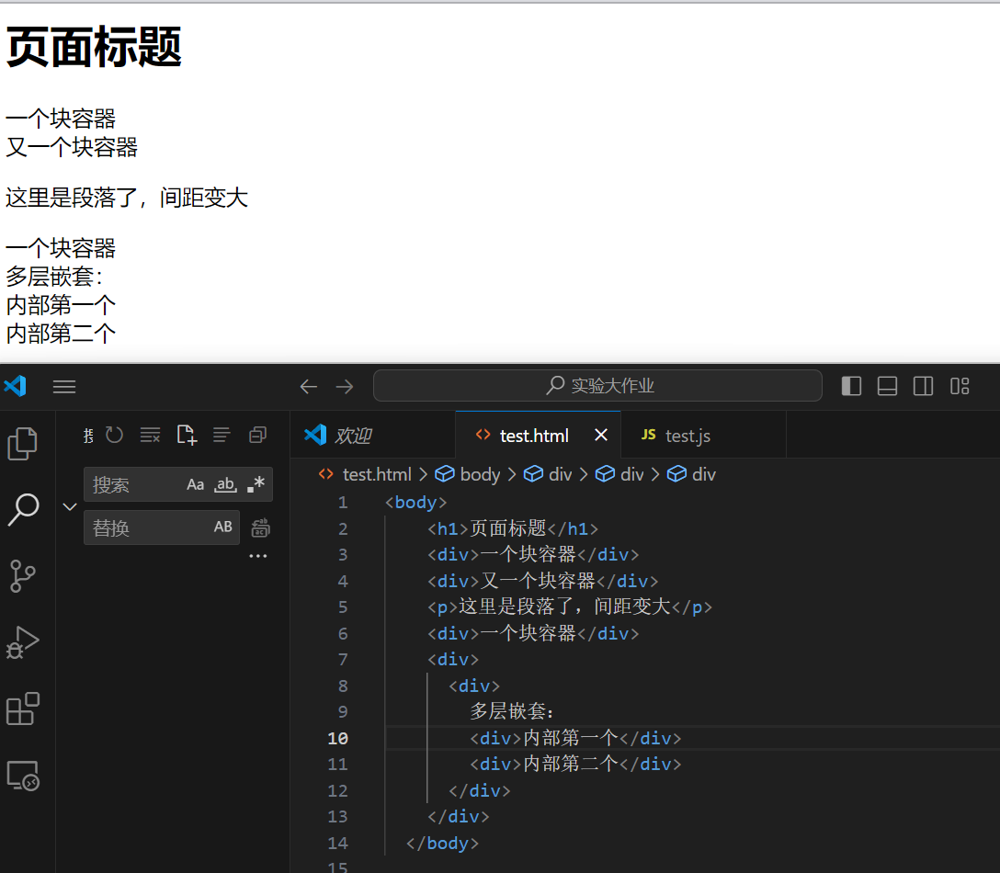 页面标题
一个块容器
又一个块容器
这里是段落了，间距变大
一个块容器
多层嵌套：
内部第一个
内部第二个
实验大作业
欢迎
test.html
JS test.js
搜索 Aa ab .*
替换 AB
test.html > body > div > div > div
1 <body>
2 <h1>页面标题</h1>
3 <div>一个块容器</div>
4 <div>又一个块容器</div>
5 <p>这里是段落了，间距变大</p>
6 <div>一个块容器</div>
7 <div>
8 <div>
9 多层嵌套：
10 <div>内部第一个</div>
11 <div>内部第二个</div>
12 </div>
13 </div>
14 </body>
15